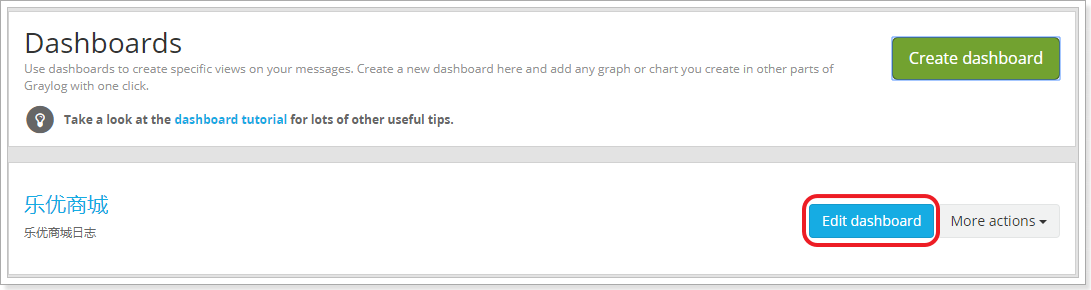 Dashboards
Use dashboards to create specific views on your messages. Create a new dashboard here and add any graph or chart you create in other parts of
Graylog with one click.
Create dashboard
Take a look at the dashboard tutorial for lots of other useful tips.
乐优商城
乐优商城日志
Edit dashboard
More actions